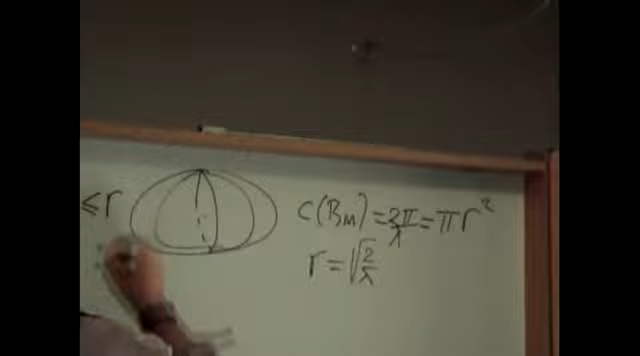 ≤ r
c(B_M) = 2π/λ = πr²
r = √(2/λ)